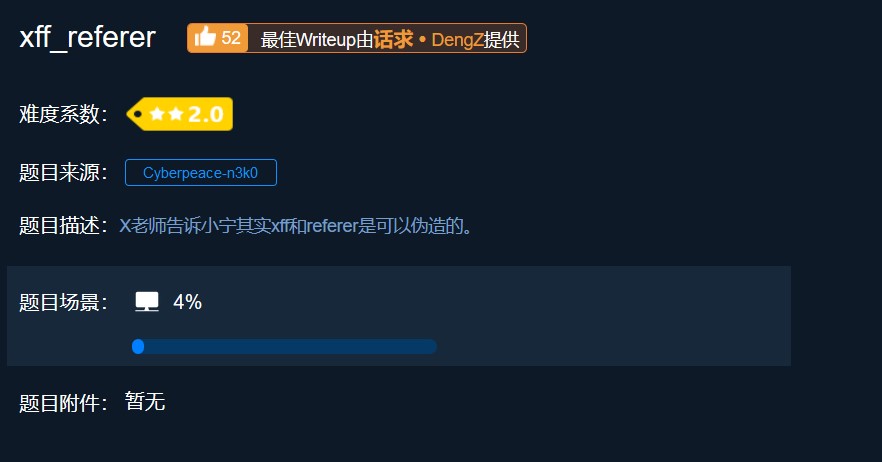 xff_referer 52 最佳Writeup由话求 • DengZ提供
难度系数： 2.0
题目来源： Cyberpeace-n3k0
题目描述：X老师告诉小宁其实xff和referer是可以伪造的。
题目场景： 4%
题目附件： 暂无